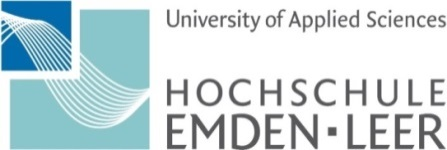 University of Applied Sciences
HOCHSCHULE
EMDEN▪LEER